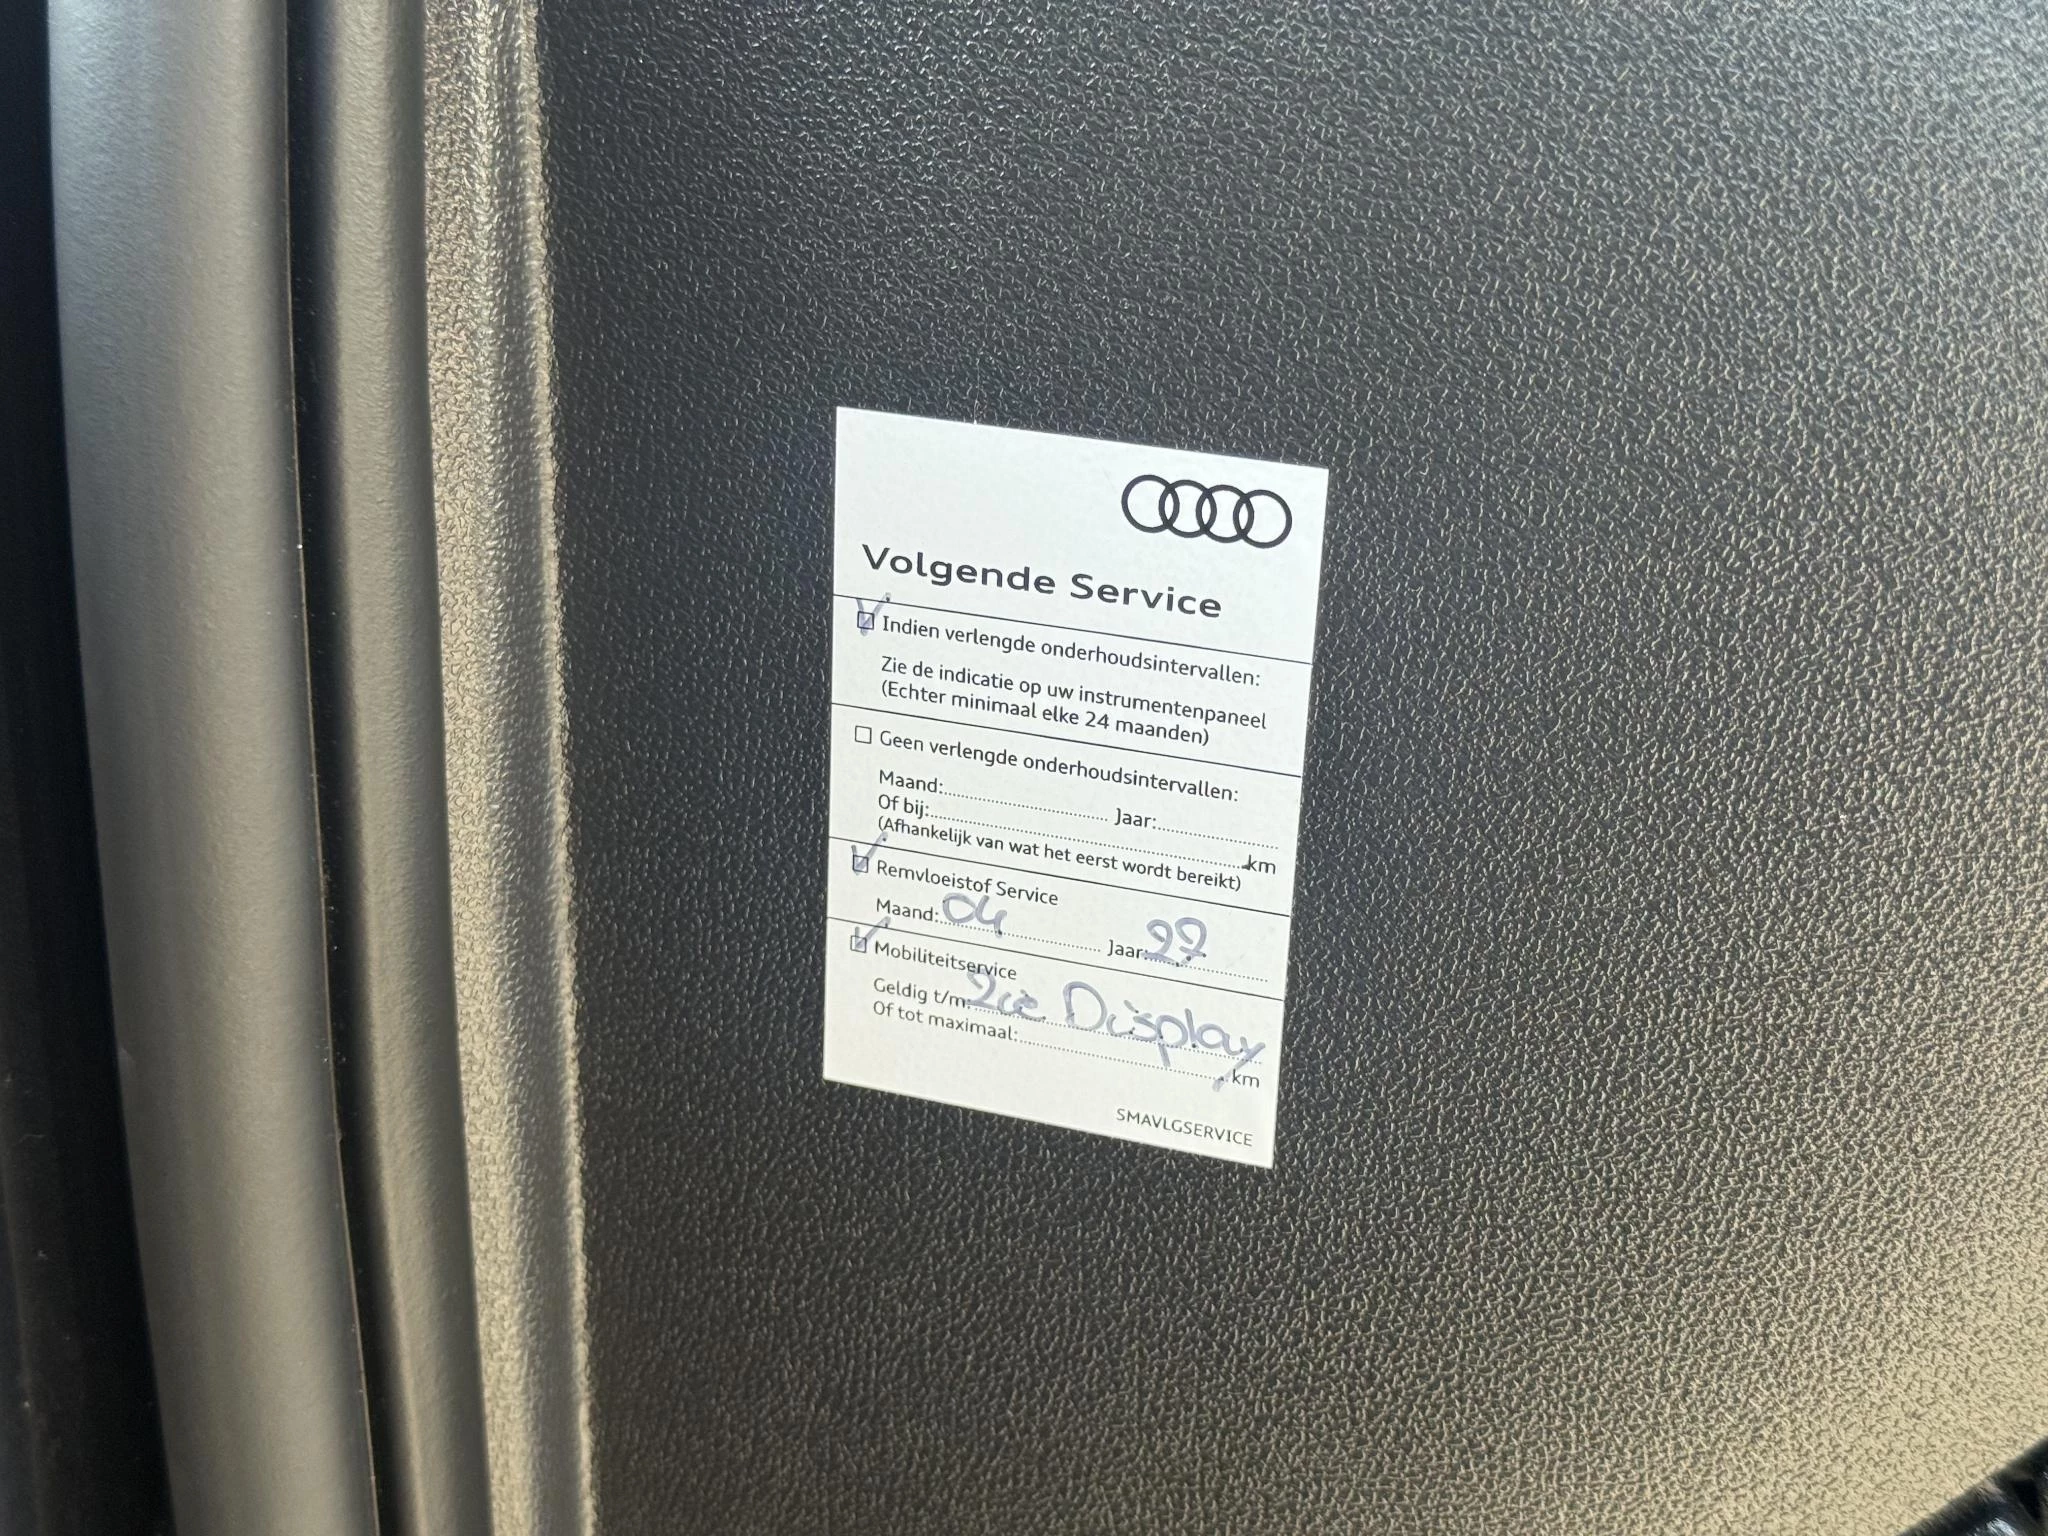 Volgende Service
Indien verlengde onderhoudsintervallen:
Zie de indicatie op uw instrumentenpaneel
(Echter minimaal elke 24 maanden)
Geen verlengde onderhoudsintervallen:
Maand: Jaar:
Of bij: km
(Afhankelijk van wat het eerst wordt bereikt)
Remvloeistof Service
Maand: 04 Jaar:
Mobiliteitservice
Geldig t/m: Zie Display
Of tot maximaal: km
SMAVLGSERVICE